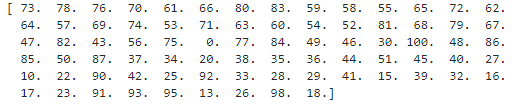 [ 73. 78. 76. 70. 61. 66. 80. 83. 59. 58. 55. 65. 72. 62.
64. 57. 69. 74. 53. 71. 63. 60. 54. 52. 81. 68. 79. 67.
47. 82. 43. 56. 75. 0. 77. 84. 49. 46. 30. 100. 48. 86.
85. 50. 87. 37. 34. 20. 38. 35. 36. 44. 51. 45. 40. 27.
10. 22. 90. 42. 25. 92. 33. 28. 29. 41. 15. 39. 32. 16.
17. 23. 91. 93. 95. 13. 26. 98. 18.]